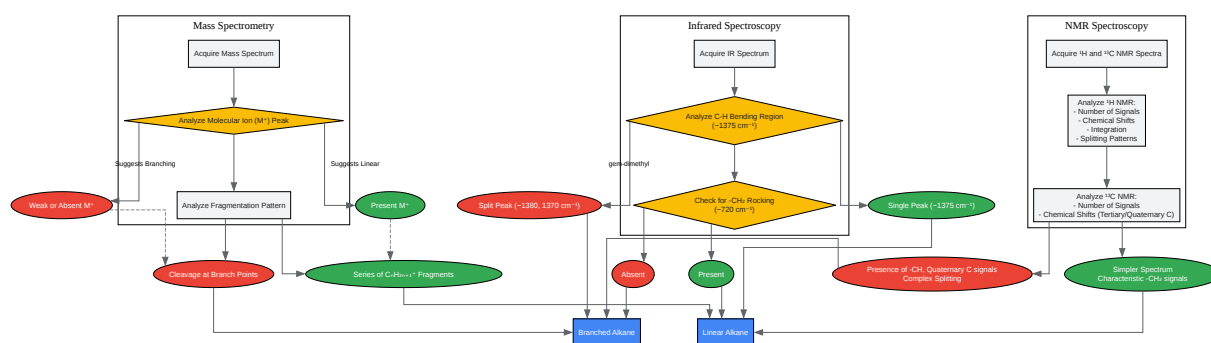 Mass Spectrometry
Infrared Spectroscopy
NMR Spectroscopy
Acquire Mass Spectrum
Acquire IR Spectrum
Acquire ¹H and ¹³C NMR Spectra
Analyze Molecular Ion (M⁺) Peak
Analyze C-H Bending Region
(~1375 cm⁻¹)
Analyze ¹H NMR:
- Number of Signals
- Chemical Shifts
- Integration
- Splitting Patterns
Suggests Branching
Suggests Linear
gem-dimethyl
Weak or Absent M⁺
Analyze Fragmentation Pattern
Present M⁺
Split Peak (~1380, 1370 cm⁻¹)
Check for -CH₂ Rocking
(~720 cm⁻¹)
Single Peak (~1375 cm⁻¹)
Analyze ¹³C NMR:
- Number of Signals
- Chemical Shifts (Tertiary/Quaternary C)
Cleavage at Branch Points
Series of CₙH₂ₙ₊₁⁺ Fragments
Absent
Present
Presence of -CH, Quaternary C signals
Complex Splitting
Simpler Spectrum
Characteristic -CH₂ signals
Branched Alkane
Linear Alkane